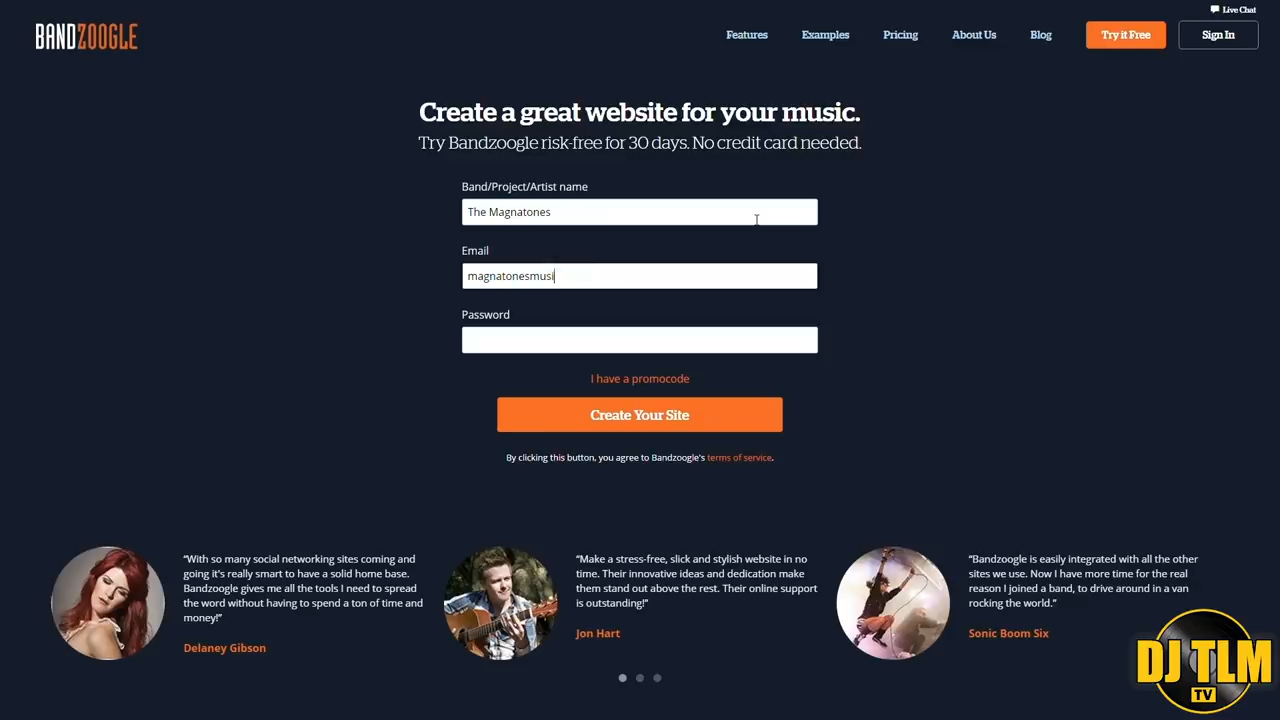 Live Chat
BANDZOOGLE
Features
Examples
Pricing
About Us
Blog
Try it Free
Sign In
Create a great website for your music.
Try Bandzoogle risk-free for 30 days. No credit card needed.
Band/Project/Artist name
The Magnatones
Email
magnatonesmusi
Password
I have a promocode
Create Your Site
By clicking this button, you agree to Bandzoogle's terms of service.
“With so many social networking sites coming and
going it's really smart to have a solid home base.
Bandzoogle gives me all the tools I need to spread
the word without having to spend a ton of time and
money!”
Delaney Gibson
“Make a stress-free, slick and stylish website in no
time. Their innovative ideas and dedication make
them stand out above the rest. Their online support
is outstanding!”
Jon Hart
“Bandzoogle is easily integrated with all the other
sites we use. Now I have more time for the real
reason I joined a band, to drive around in a van
rocking the world.”
Sonic Boom Six
DJ TLM
TV